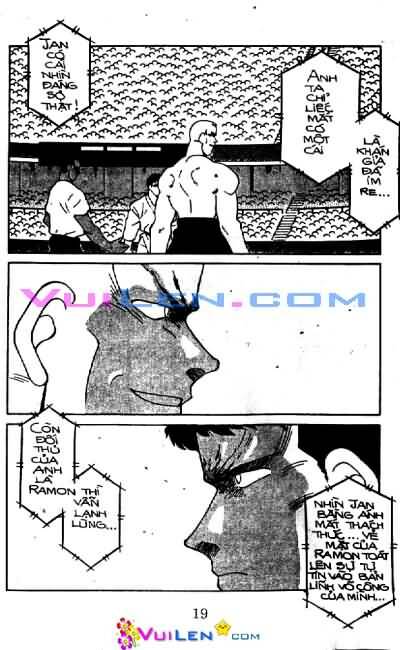 JAN
CÓ
CÁI
NHÌN
ĐÁNG
SỢ
THẬT!
ANH
TA
CHỈ
LIẾC
MẮT
CÓ
MỘT
CÁI
LÀ
KHÁN
GIẢ
ĐÃ
IM
RE...
VUILEN.COM
CÒN
ĐỐI
THỦ
CỦA
ANH
LÀ
RAMON THÌ
VẪN
LẠNH
LÙNG...
NHÌN JAN
BẰNG ÁNH
MẮT THÁCH
THỨC... VẺ
MẶT CỦA
RAMON TOÁT
LÊN SỰ TỰ
TIN VÀO BẢN
LĨNH VÕ CÔNG
CỦA MÌNH...
19
VUILEN.COM